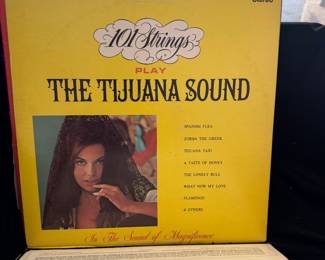 Stereo
101 Strings
PLAY
THE TIJUANA SOUND
SPANISH FLEA
ZORBA THE GREEK
TIJUANA TAXI
A TASTE OF HONEY
THE LONELY BULL
WHAT NOW MY LOVE
FLAMENGO
& OTHERS
In The Sound of Magnificence